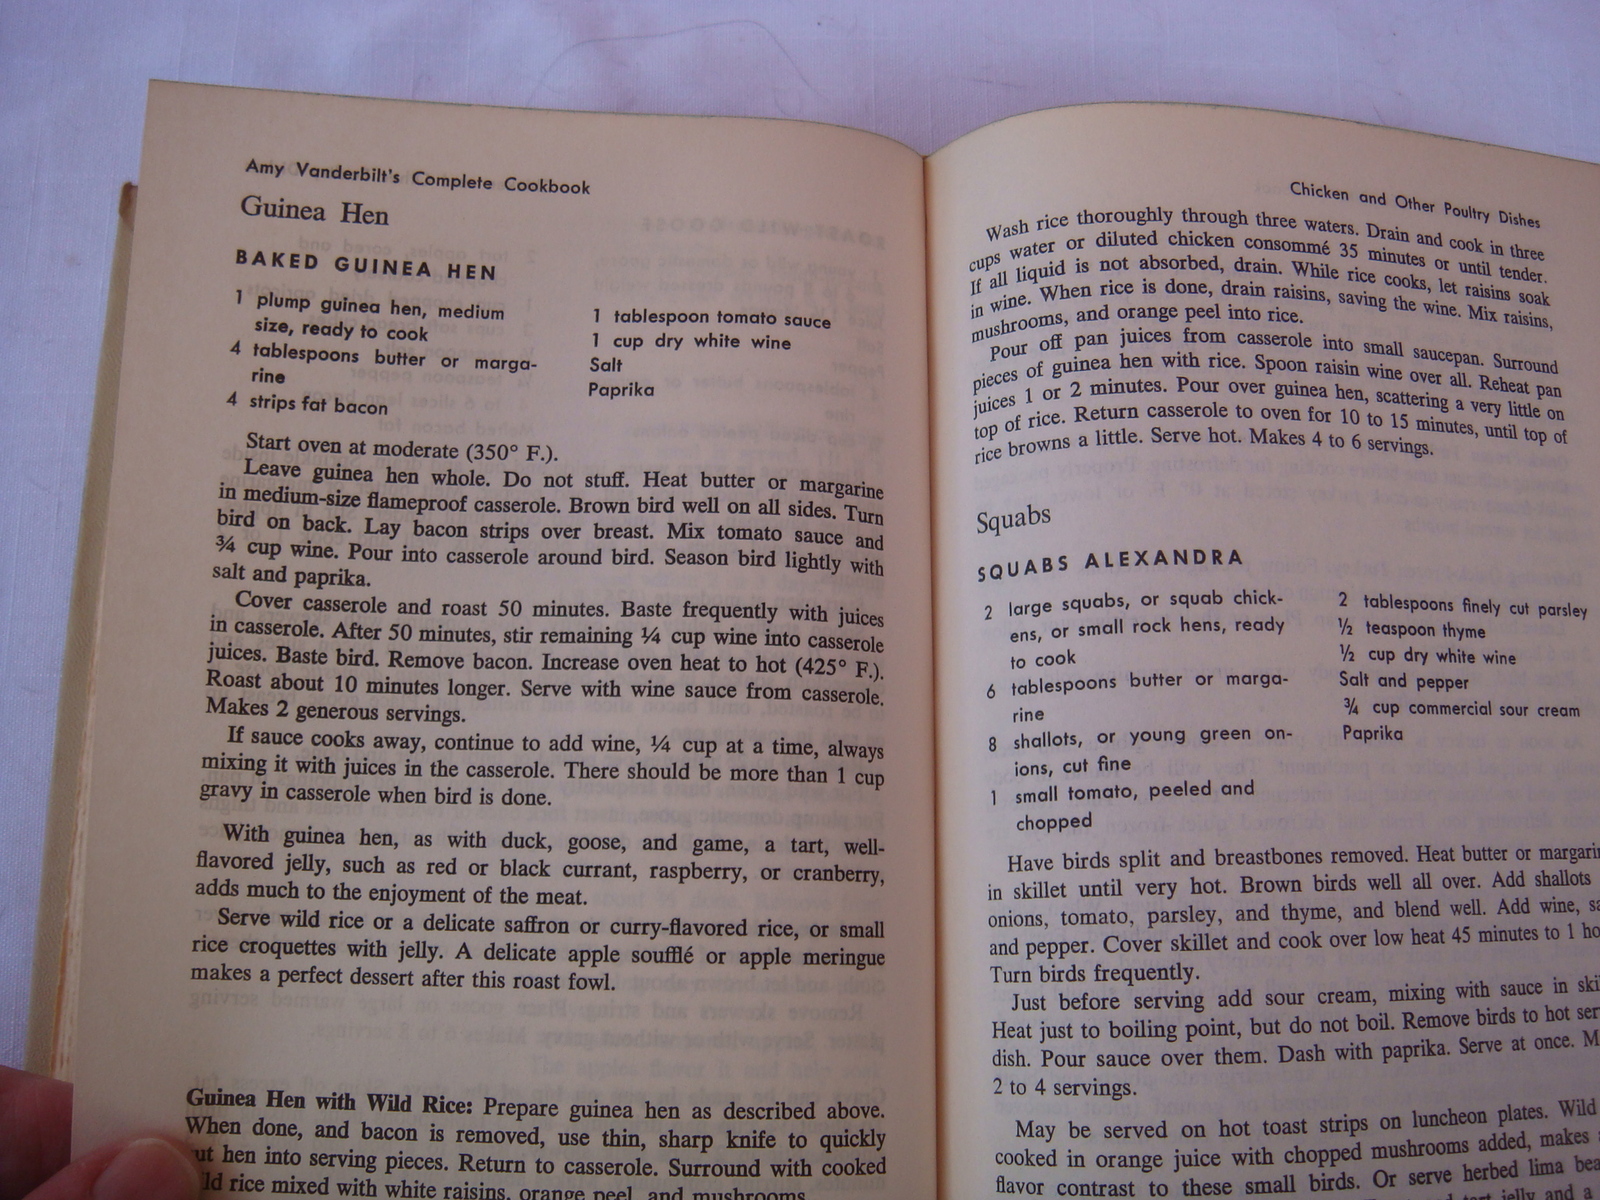 Amy Vanderbilt's Complete Cookbook
Guinea Hen
BAKED GUINEA HEN
1 plump guinea hen, medium
size, ready to cook
4 tablespoons butter or marga-
rine
4 strips fat bacon
1 tablespoon tomato sauce
1 cup dry white wine
Salt
Paprika
Start oven at moderate (350° F.).
Leave guinea hen whole. Do not stuff. Heat butter or margarine
in medium-size flameproof casserole. Brown bird well on all sides. Turn
bird on back. Lay bacon strips over breast. Mix tomato sauce and
¾ cup wine. Pour into casserole around bird. Season bird lightly with
salt and paprika.
Cover casserole and roast 50 minutes. Baste frequently with juices
in casserole. After 50 minutes, stir remaining ¼ cup wine into casserole
juices. Baste bird. Remove bacon. Increase oven heat to hot (425° F.).
Roast about 10 minutes longer. Serve with wine sauce from casserole.
Makes 2 generous servings.
If sauce cooks away, continue to add wine, ¼ cup at a time, always
mixing it with juices in the casserole. There should be more than 1 cup
gravy in casserole when bird is done.
With guinea hen, as with duck, goose, and game, a tart, well-
flavored jelly, such as red or black currant, raspberry, or cranberry,
adds much to the enjoyment of the meat.
Serve wild rice or a delicate saffron or curry-flavored rice, or small
rice croquettes with jelly. A delicate apple soufflé or apple meringue
makes a perfect dessert after this roast fowl.
Guinea Hen with Wild Rice: Prepare guinea hen as described above.
When done, and bacon is removed, use thin, sharp knife to quickly
ut hen into serving pieces. Return to casserole. Surround with cooked
ild rice mixed with white raisins, orange peel, and mushrooms.
Chicken and Other Poultry Dishes
Wash rice thoroughly through three waters. Drain and cook in three
cups water or diluted chicken consommé 35 minutes or until tender.
If all liquid is not absorbed, drain. While rice cooks, let raisins soak
in wine. When rice is done, drain raisins, saving the wine. Mix raisins,
mushrooms, and orange peel into rice.
Pour off pan juices from casserole into small saucepan. Surround
pieces of guinea hen with rice. Spoon raisin wine over all. Reheat pan
juices 1 or 2 minutes. Pour over guinea hen, scattering a very little on
top of rice. Return casserole to oven for 10 to 15 minutes, until top of
rice browns a little. Serve hot. Makes 4 to 6 servings.
Squabs
SQUABS ALEXANDRA
2 large squabs, or squab chick-
ens, or small rock hens, ready
to cook
6 tablespoons butter or marga-
rine
8 shallots, or young green on-
ions, cut fine
1 small tomato, peeled and
chopped
2 tablespoons finely cut parsley
½ teaspoon thyme
½ cup dry white wine
Salt and pepper
¾ cup commercial sour cream
Paprika
Have birds split and breastbones removed. Heat butter or margari
in skillet until very hot. Brown birds well all over. Add shallots
onions, tomato, parsley, and thyme, and blend well. Add wine, sa
and pepper. Cover skillet and cook over low heat 45 minutes to 1 ho
Turn birds frequently.
Just before serving add sour cream, mixing with sauce in ski
Heat just to boiling point, but do not boil. Remove birds to hot ser
dish. Pour sauce over them. Dash with paprika. Serve at once. M
2 to 4 servings.
May be served on hot toast strips on luncheon plates. Wild
cooked in orange juice with chopped mushrooms added, makes
flavor contrast to these small birds. Or serve herbed lima bea
jelly and a